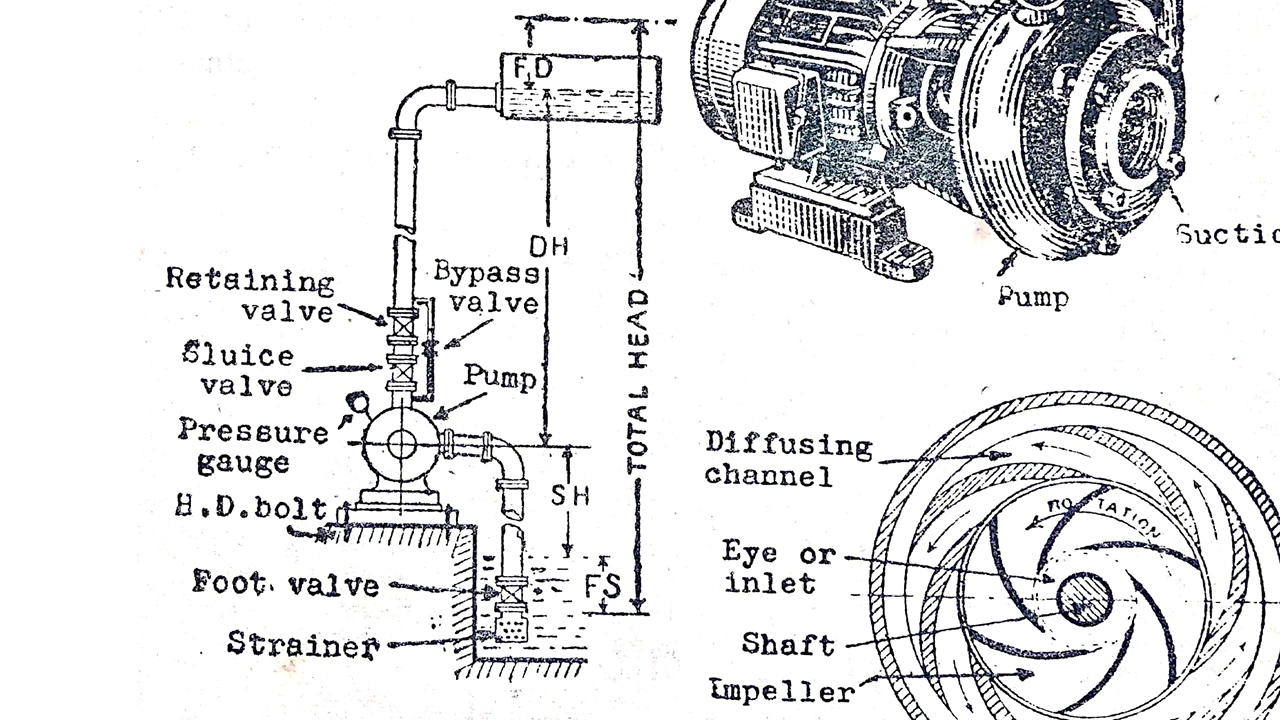 FD
DH
TOTAL HEAD
Retaining
valve
Bypass
valve
Sluice
valve
Pump
Pressure
gauge
H.D.bolt
SH
Foot valve
FS
Strainer
Pump
Diffusing
channel
ROTATION
Eye or
inlet
Shaft
Impeller